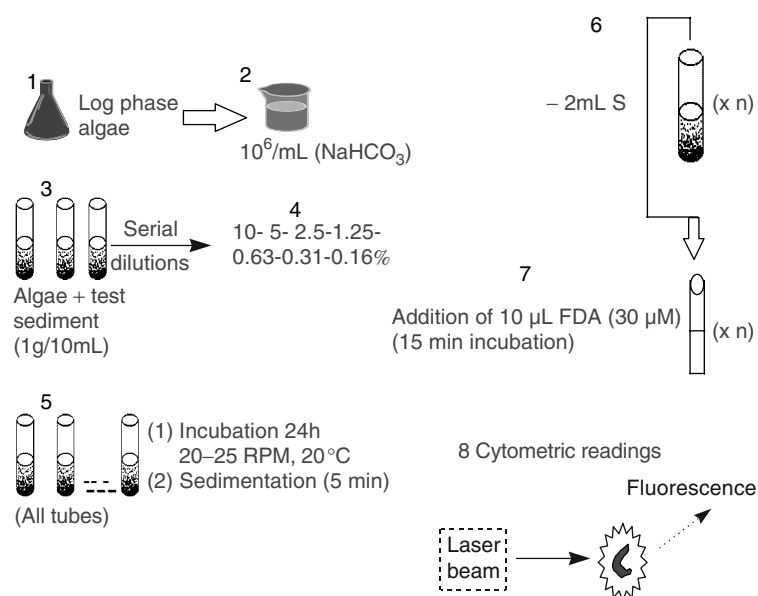 1
Log phase
algae
2
10⁶/mL (NaHCO₃)
3
Algae + test
sediment
(1g/10mL)
Serial
dilutions
4
10- 5- 2.5-1.25-
0.63-0.31-0.16%
5
(All tubes)
(1) Incubation 24h
20–25 RPM, 20°C
(2) Sedimentation (5 min)
6
– 2mL S
(x n)
7
Addition of 10 µL FDA (30 µM)
(15 min incubation)
(x n)
8 Cytometric readings
Laser
beam
Fluorescence